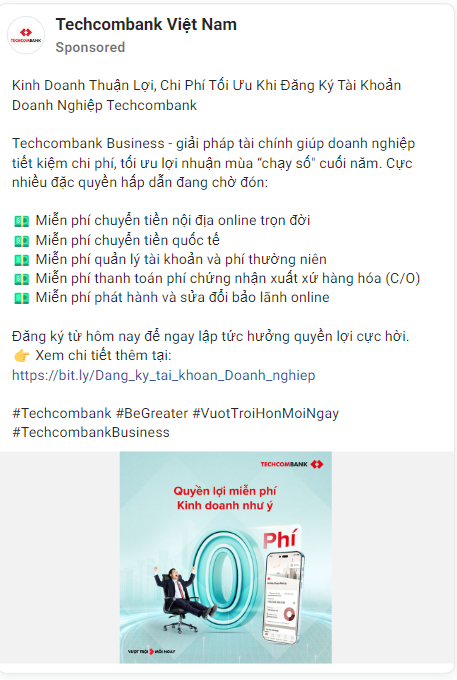 Techcombank Việt Nam
Sponsored
TECHCOMBANK
Kinh Doanh Thuận Lợi, Chi Phí Tối Ưu Khi Đăng Ký Tài Khoản
Doanh Nghiệp Techcombank
Techcombank Business - giải pháp tài chính giúp doanh nghiệp
tiết kiệm chi phí, tối ưu lợi nhuận mùa “chạy số" cuối năm. Cực
nhiều đặc quyền hấp dẫn đang chờ đón:
💵 Miễn phí chuyển tiền nội địa online trọn đời
💵 Miễn phí chuyển tiền quốc tế
💵 Miễn phí quản lý tài khoản và phí thường niên
💵 Miễn phí thanh toán phí chứng nhận xuất xứ hàng hóa (C/O)
💵 Miễn phí phát hành và sửa đổi bảo lãnh online
Đăng ký từ hôm nay để ngay lập tức hưởng quyền lợi cực hời.
👉 Xem chi tiết thêm tại:
https://bit.ly/Dang_ky_tai_khoan_Doanh_nghiep
#Techcombank #BeGreater #VuotTroiHonMoiNgay
#TechcombankBusiness
TECHCOMBANK
Quyền lợi miễn phí
Kinh doanh như ý
0
Phí
VƯỢT TRỘI MỖI NGÀY